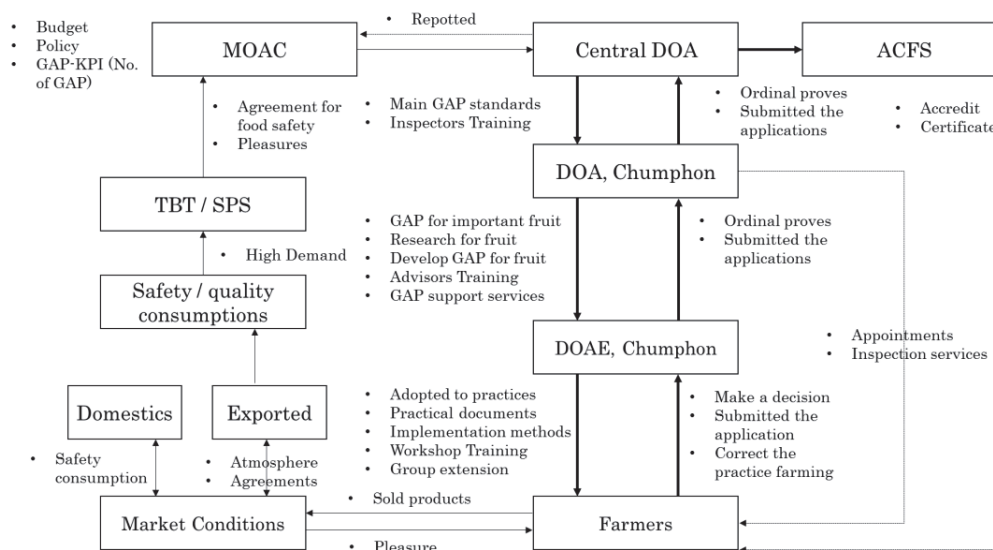 • Budget
• Policy
• GAP-KPI (No.
of GAP)
MOAC
• Repotted
Central DOA
ACFS
• Agreement for
food safety
• Pleasures
• Main GAP standards
• Inspectors Training
• Ordinal proves
• Submitted the
applications
• Accredit
• Certificate
DOA, Chumphon
TBT / SPS
• GAP for important fruit
• Research for fruit
• Develop GAP for fruit
• Advisors Training
• GAP support services
• Ordinal proves
• Submitted the
applications
• High Demand
Safety / quality
consumptions
DOAE, Chumphon
• Appointments
• Inspection services
Domestics
Exported
• Adopted to practices
• Practical documents
• Implementation methods
• Workshop Training
• Group extension
• Make a decision
• Submitted the
application
• Correct the
practice farming
• Safety
consumption
• Atmosphere
• Agreements
• Sold products
Market Conditions
Farmers
• Pleasure